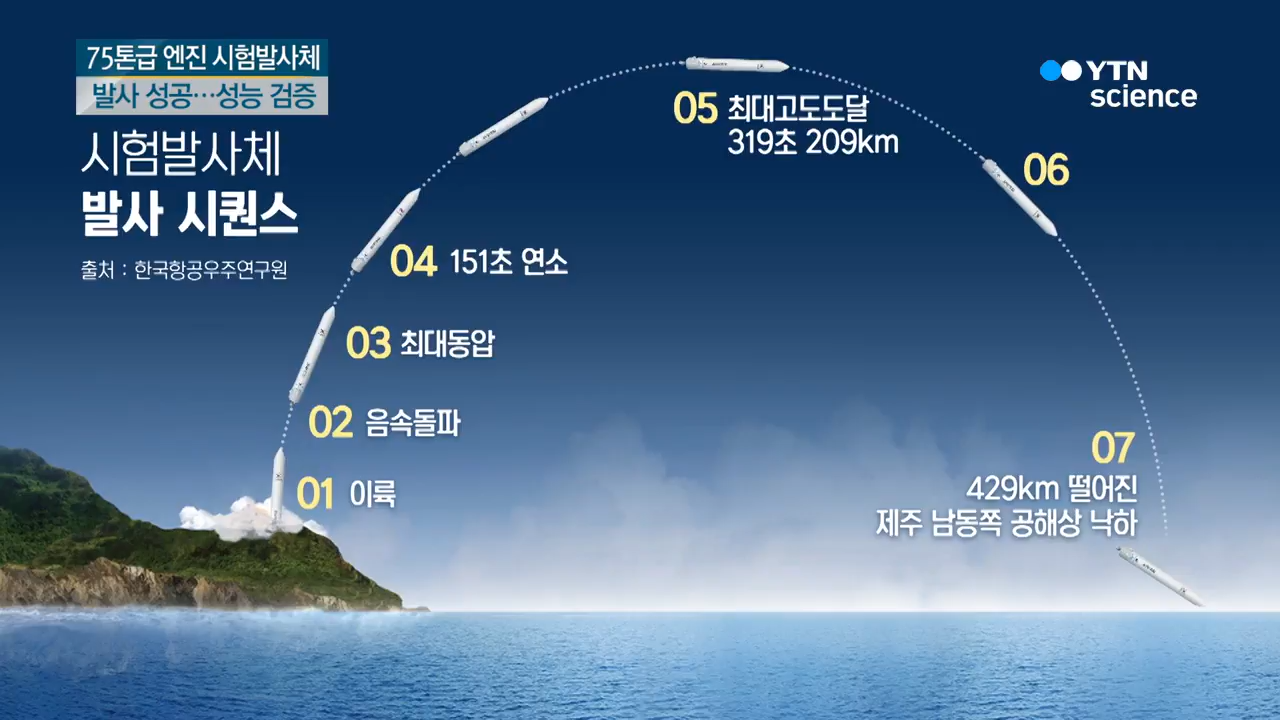 75톤급 엔진 시험발사체
발사 성공…성능 검증
시험발사체
발사 시퀀스
출처 : 한국항공우주연구원
YTN
science
05 최대고도도달
319초 209km
06
04 151초 연소
03 최대동압
02 음속돌파
01 이륙
07
429km 떨어진
제주 남동쪽 공해상 낙하